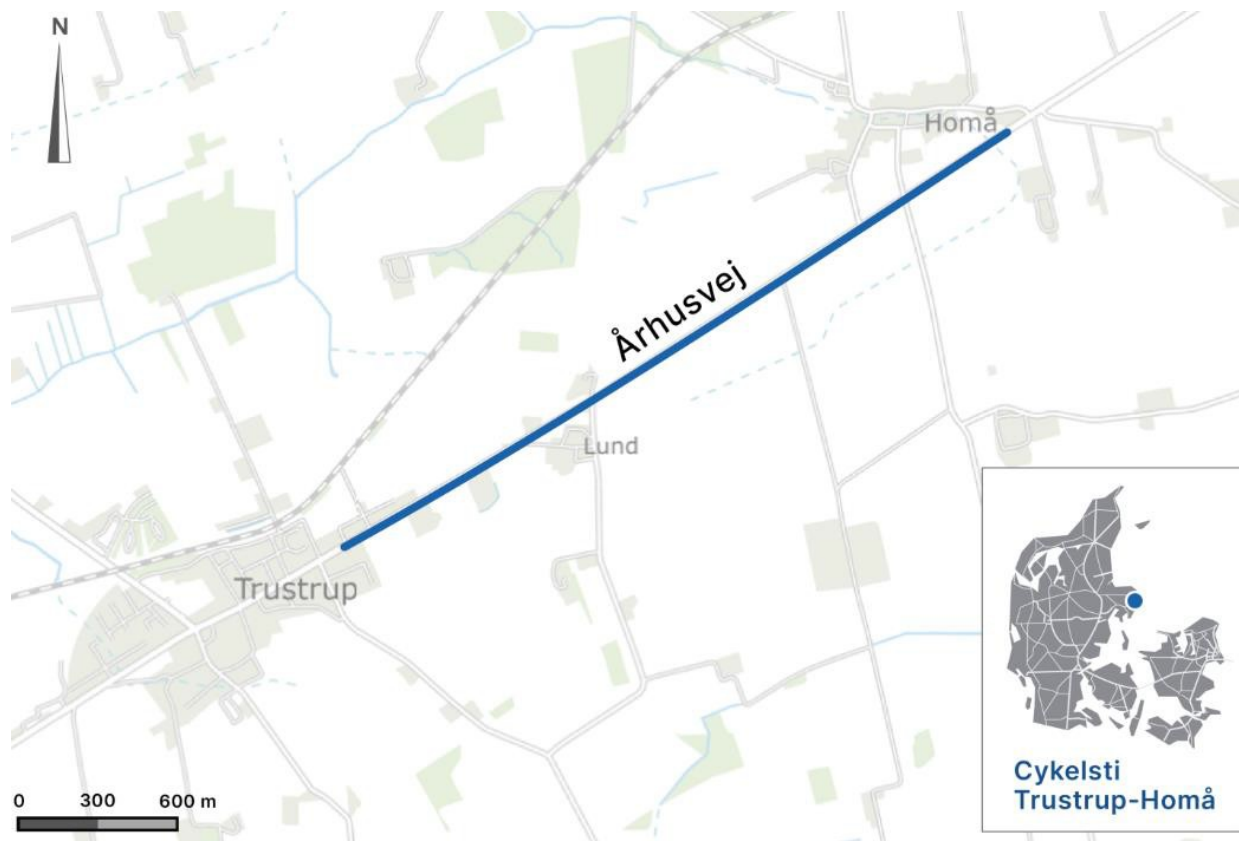 N
Homå
Århusvej
Lund
Trustrup
0 300 600 m
Cykelsti
Trustrup-Homå